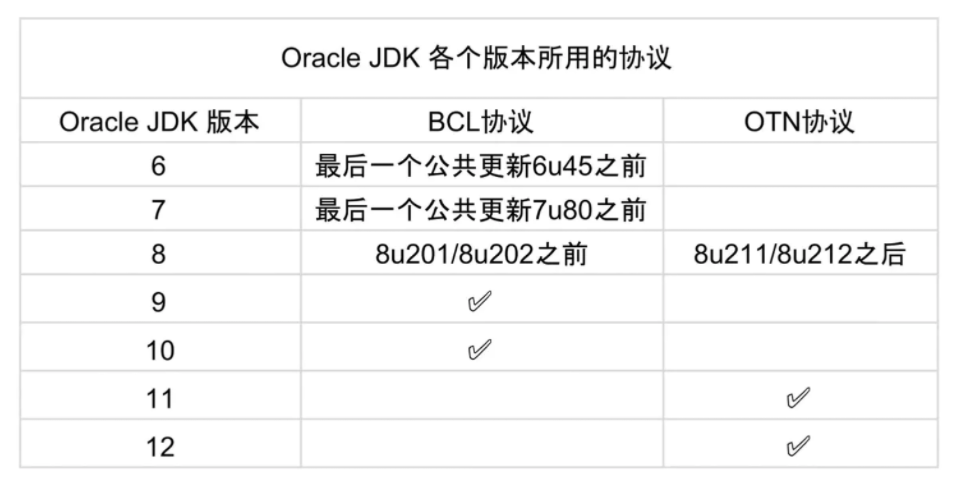 Oracle JDK 各个版本所用的协议
Oracle JDK 版本 BCL协议 OTN协议
6 最后一个公共更新6u45之前
7 最后一个公共更新7u80之前
8 8u201/8u202之前 8u211/8u212之后
9 ✅
10 ✅
11 ✅
12 ✅